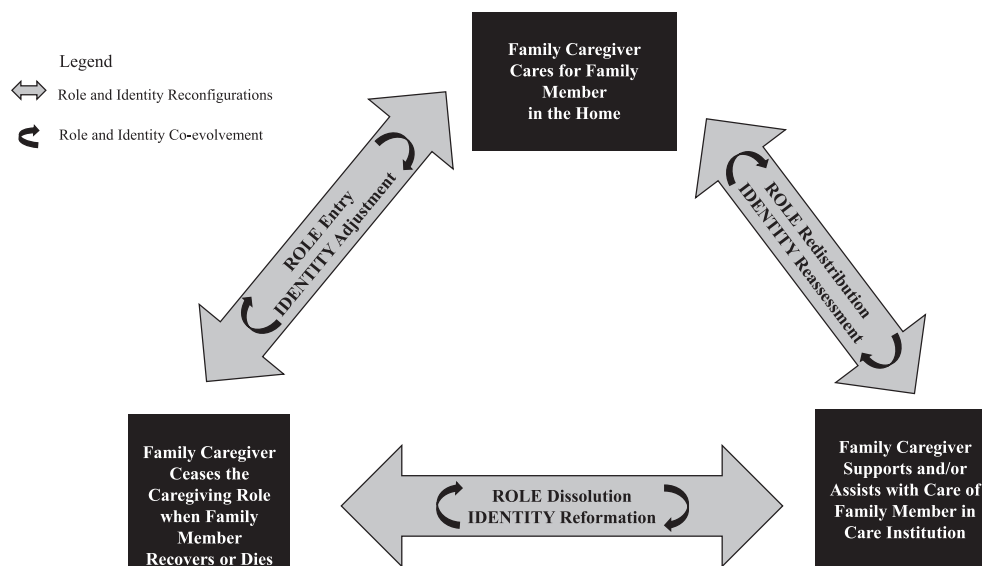 Legend
Role and Identity Reconfigurations
Role and Identity Co-evolvement
Family Caregiver
Cares for Family
Member
in the Home
ROLE Entry
IDENTITY Adjustment
ROLE Redistribution
IDENTITY Reassessment
Family Caregiver
Ceases the
Caregiving Role
when Family
Member
Recovers or Dies
ROLE Dissolution
IDENTITY Reformation
Family Caregiver
Supports and/or
Assists with Care of
Family Member in
Care Institution